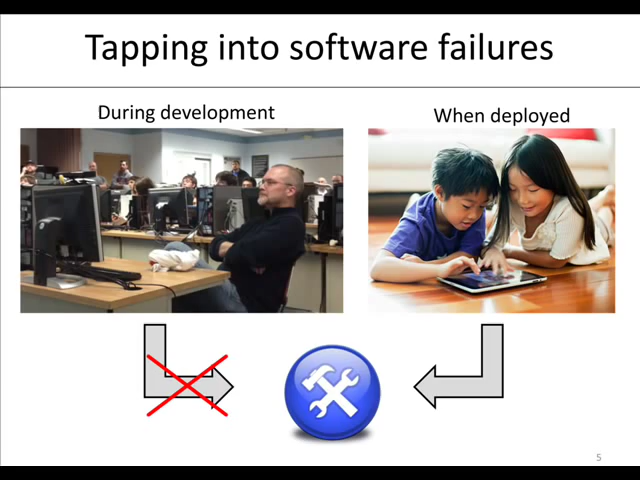 Tapping into software failures
During development
When deployed
5